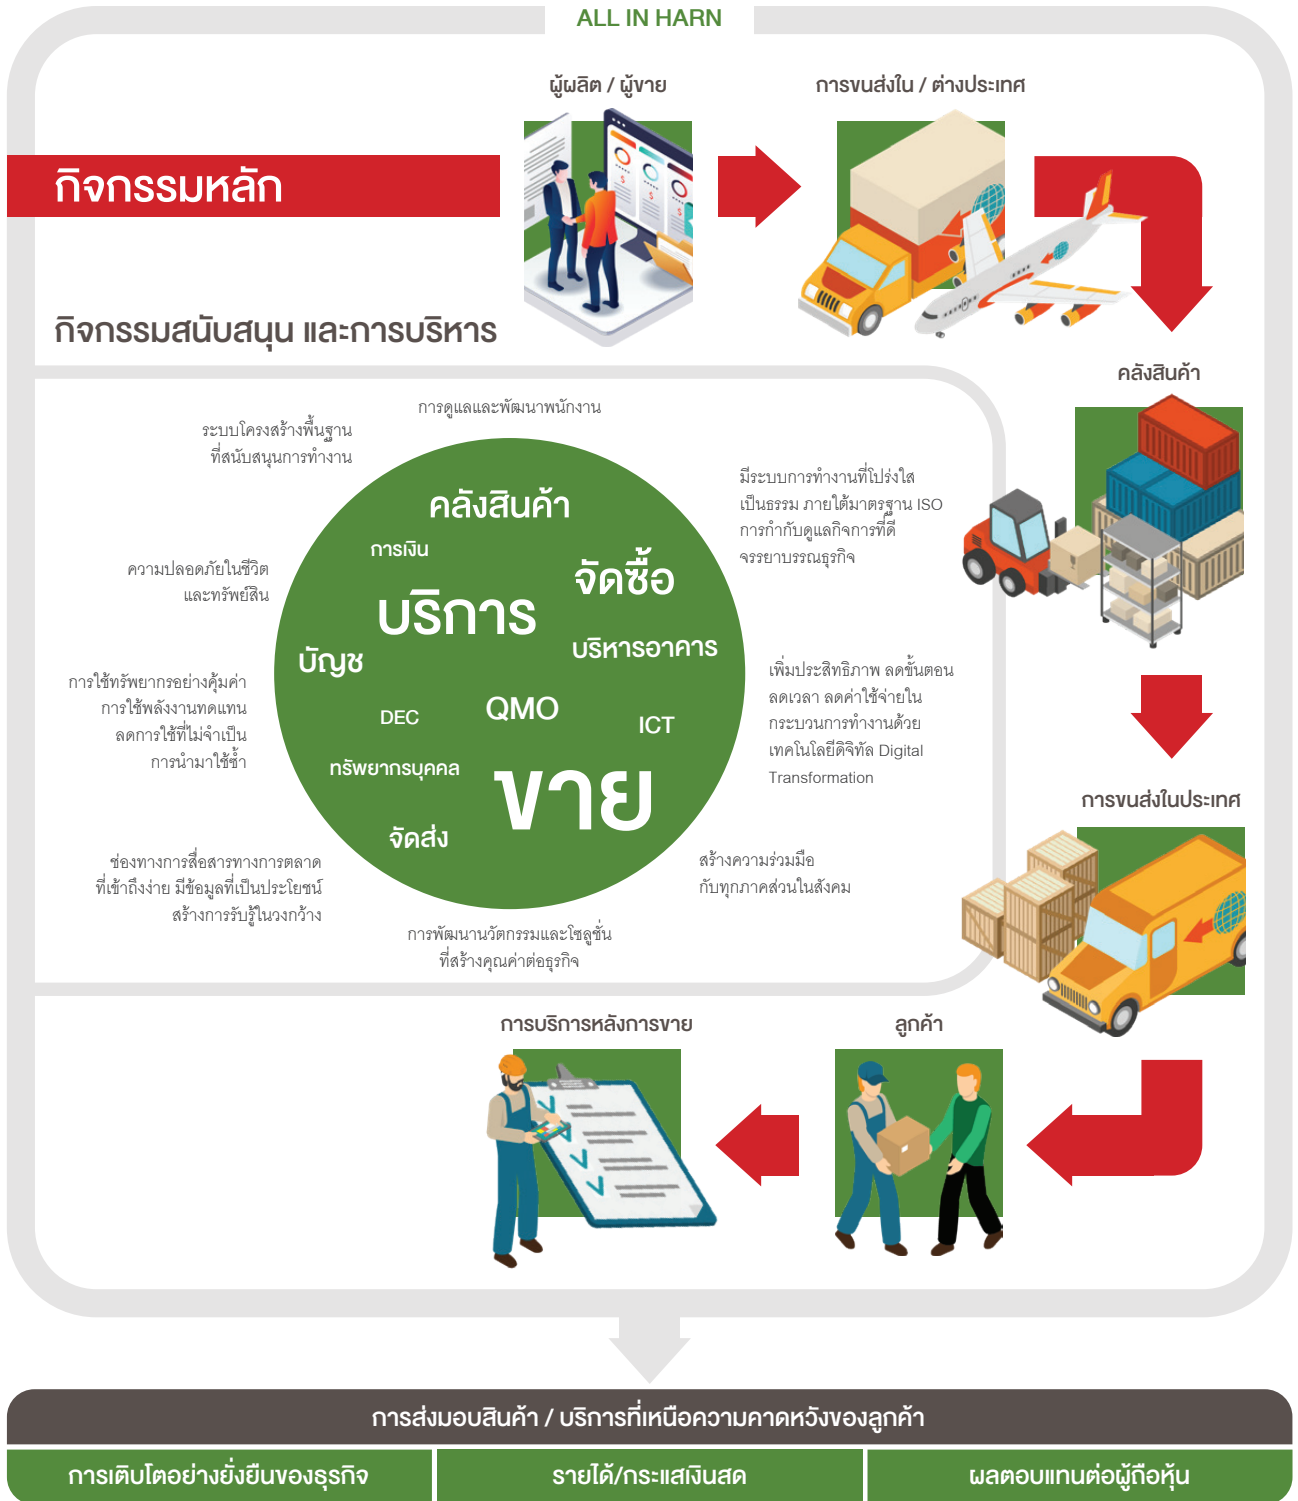 ALL IN HARN
ผู้ผลิต / ผู้ขาย
การขนส่งใน / ต่างประเทศ
กิจกรรมหลัก
กิจกรรมสนับสนุน และการบริหาร
คลังสินค้า
การดูแลและพัฒนาพนักงาน
ระบบโครงสร้างพื้นฐาน
ที่สนับสนุนการทำงาน
มีระบบการทำงานที่โปร่งใส
เป็นธรรม ภายใต้มาตรฐาน ISO
การกำกับดูแลกิจการที่ดี
จรรยาบรรณธุรกิจ
ความปลอดภัยในชีวิต
และทรัพย์สิน
คลังสินค้า
การเงิน
จัดซื้อ
บริการ
บริหารอาคาร
บัญช
QMO
DEC
ICT
ทรัพยากรบุคคล
ขาย
จัดส่ง
การใช้ทรัพยากรอย่างคุ้มค่า
การใช้พลังงานทดแทน
ลดการใช้ที่ไม่จำเป็น
การนำมาใช้ซ้ำ
เพิ่มประสิทธิภาพ ลดขั้นตอน
ลดเวลา ลดค่าใช้จ่ายใน
กระบวนการทำงานด้วย
เทคโนโลยีดิจิทัล Digital
Transformation
การขนส่งในประเทศ
ช่องทางการสื่อสารทางการตลาด
ที่เข้าถึงง่าย มีข้อมูลที่เป็นประโยชน์
สร้างการรับรู้ในวงกว้าง
สร้างความร่วมมือ
กับทุกภาคส่วนในสังคม
การพัฒนานวัตกรรมและโซลูชั่น
ที่สร้างคุณค่าต่อธุรกิจ
การบริการหลังการขาย
ลูกค้า
การส่งมอบสินค้า / บริการที่เหนือความคาดหวังของลูกค้า
การเติบโตอย่างยั่งยืนของธุรกิจ
รายได้/กระแสเงินสด
ผลตอบแทนต่อผู้ถือหุ้น